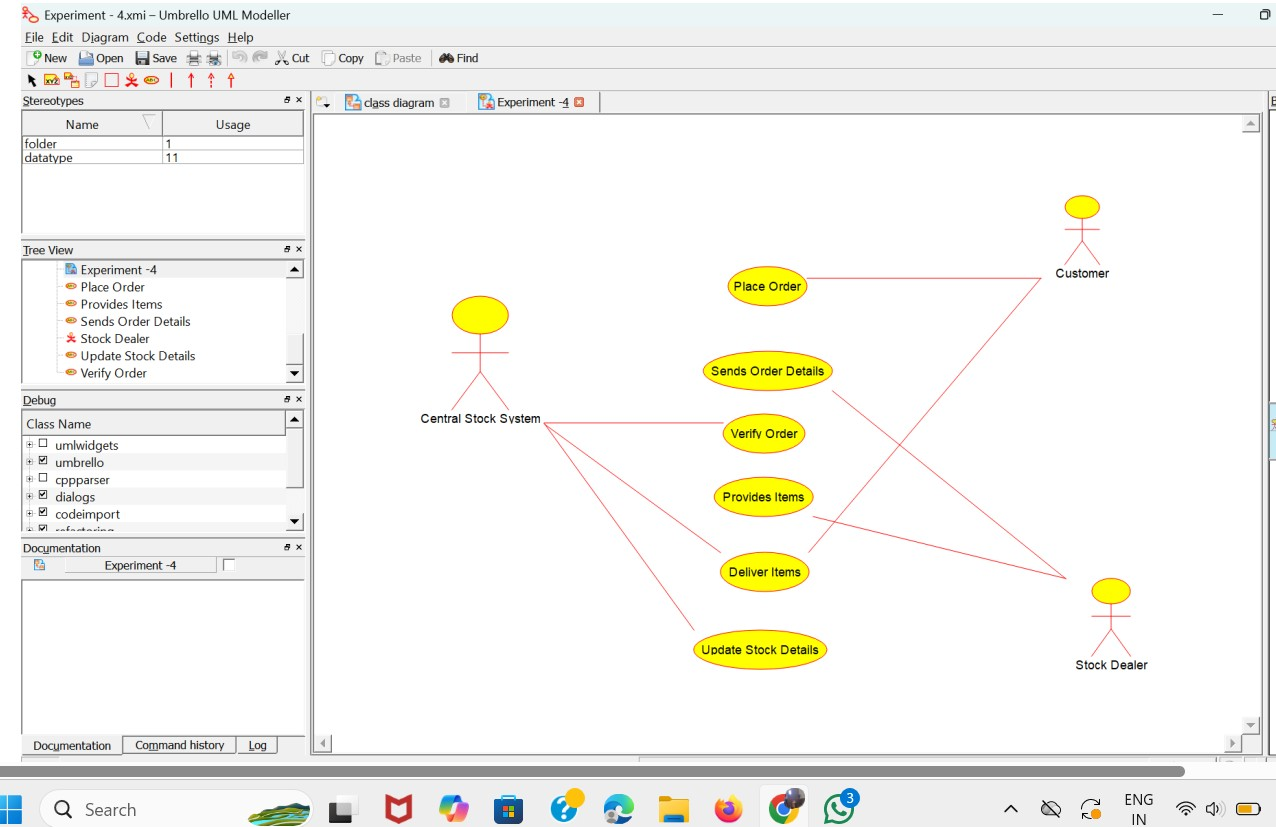 Experiment - 4.xmi – Umbrello UML Modeller
File Edit Diagram Code Settings Help
New Open Save Cut Copy Paste Find
Stereotypes
Name Usage
folder 1
datatype 11
class diagram
Experiment -4
Tree View
Experiment -4
Place Order
Provides Items
Sends Order Details
Stock Dealer
Update Stock Details
Verify Order
Debug
Class Name
umlwidgets
umbrello
cppparser
dialogs
codeimport
refactoring
Documentation
Experiment -4
Documentation Command history Log
Customer
Place Order
Sends Order Details
Central Stock System
Verify Order
Provides Items
Deliver Items
Update Stock Details
Stock Dealer
Search
3
ENG
IN